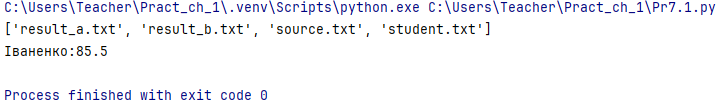 C:\Users\Teacher\Pract_ch_1\.venv\Scripts\python.exe C:\Users\Teacher\Pract_ch_1\Pr7.1.py
['result_a.txt', 'result_b.txt', 'source.txt', 'student.txt']
Іваненко:85.5
Process finished with exit code 0